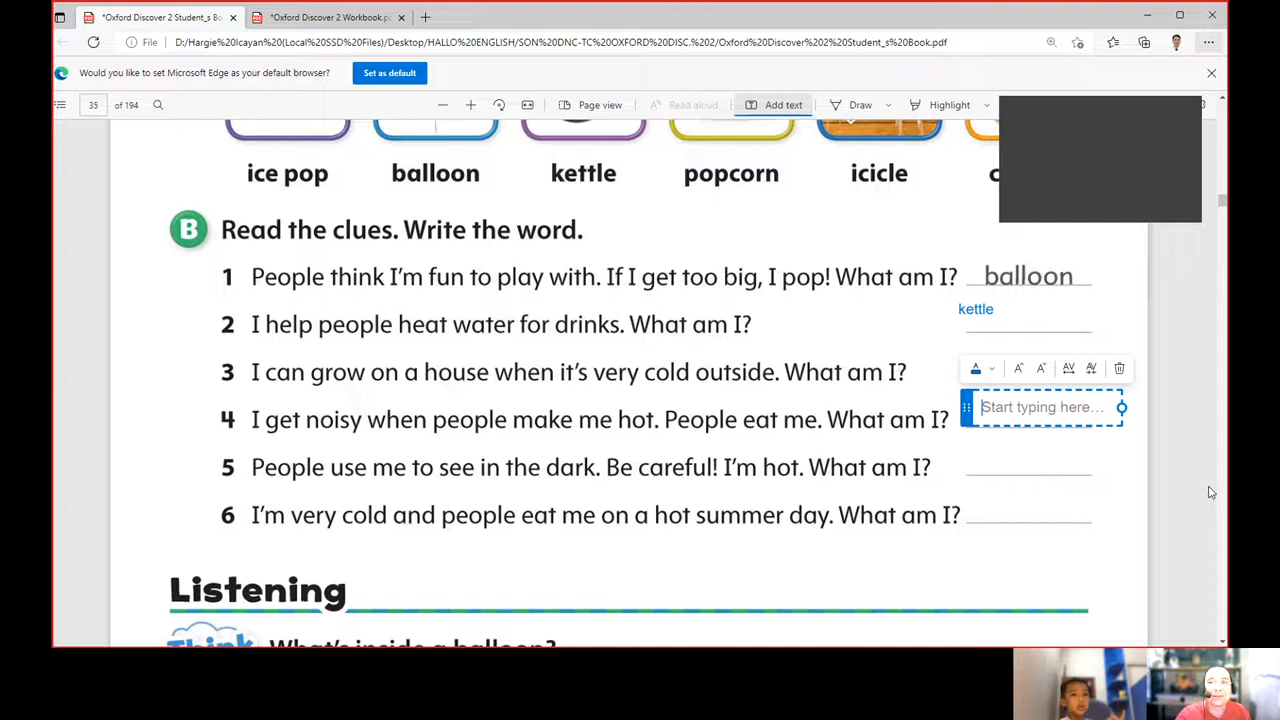 *Oxford Discover 2 Student_s Bo
*Oxford Discover 2 Workbook.p
File D:/Hargie%20Icayan%20(Local%20SSD%20Files)/Desktop/HALLO%20ENGLISH/SON%20DNC-TC%20OXFORD%20DISC.%202/Oxford%20Discover%202%20Student_s%20Book.pdf
Would you like to set Microsoft Edge as your default browser? Set as default
35 of 194 Page view Read aloud Add text Draw Highlight
ice pop balloon kettle popcorn icicle
B Read the clues. Write the word.
1 People think I'm fun to play with. If I get too big, I pop! What am I? balloon
kettle
2 I help people heat water for drinks. What am I?
3 I can grow on a house when it's very cold outside. What am I?
Start typing here...
4 I get noisy when people make me hot. People eat me. What am I?
5 People use me to see in the dark. Be careful! I'm hot. What am I?
6 I'm very cold and people eat me on a hot summer day. What am I?
Listening
Think What's inside a balloon?